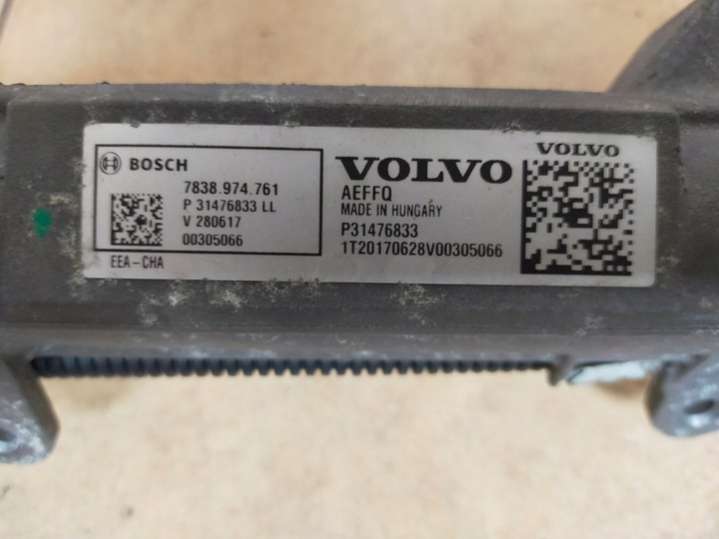 BOSCH
7838.974.761
P 31476833 LL
V 280617
00305066
EEA-CHA
VOLVO
AEFFQ
MADE IN HUNGARY
P31476833
1T20170628V00305066
VOLVO